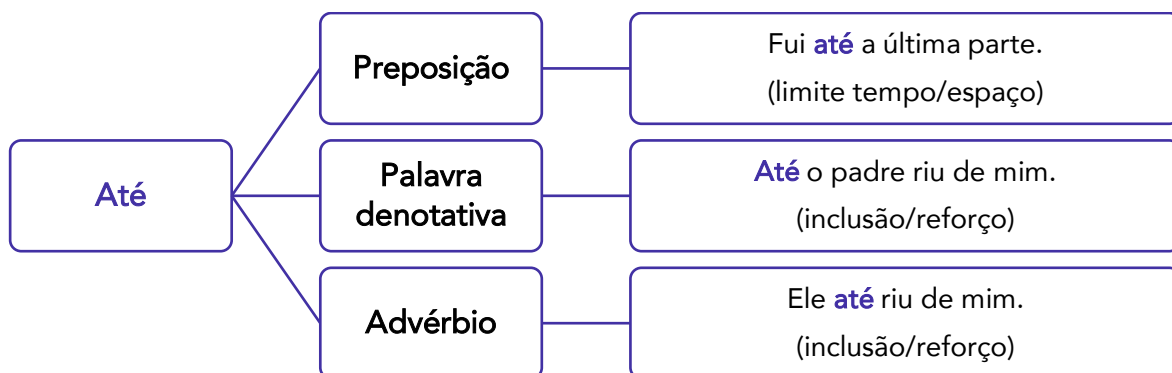 Até
Preposição
Fui até a última parte.
(limite tempo/espaço)
Palavra
denotativa
Até o padre riu de mim.
(inclusão/reforço)
Advérbio
Ele até riu de mim.
(inclusão/reforço)